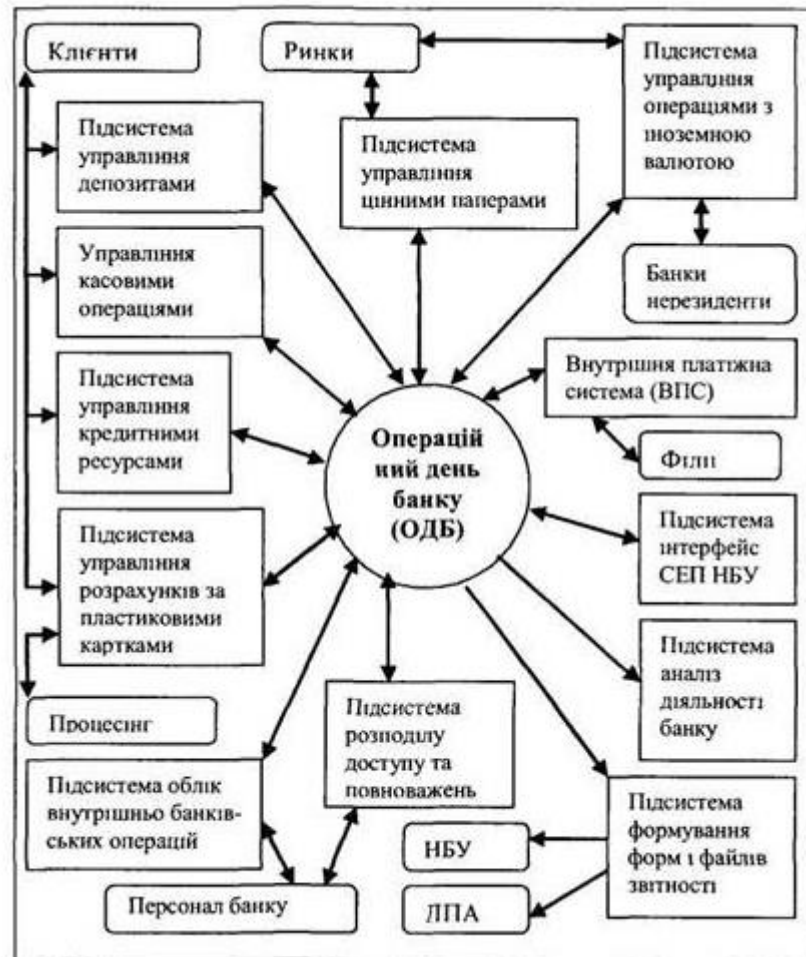 Клієнти
Ринки
Підсистема
управління
операціями з
іноземною
валютою
Підсистема
управління
депозитами
Підсистема
управління
цінними паперами
Управління
касовими
операціями
Банки
нерезиденти
Підсистема
управління
кредитними
ресурсами
Внутрішня платіжна
система (ВПС)
Операцій
ний день
банку
(ОДБ)
Філії
Підсистема
інтерфейс
СЕП НБУ
Підсистема
управління
розрахунків за
пластиковими
картками
Підсистема
аналіз
діяльності
банку
Процесінг
Підсистема
розподілу
доступу та
повноважень
Підсистема облік
внутрішньо банків-
ських операцій
Підсистема
формування
форм і файлів
звітності
НБУ
Персонал банку
ДПА